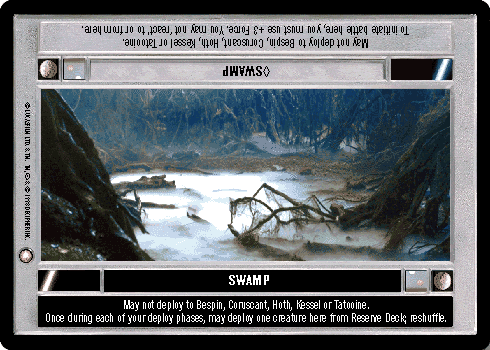 May not deploy to Bespin, Coruscant, Hoth, Kessel or Tatooine.
To initiate battle here, you must use +3 Force. You may not 'react' to or from here.
◊SWAMP
SWAMP
May not deploy to Bespin, Coruscant, Hoth, Kessel or Tatooine.
Once during each of your deploy phases, may deploy one creature here from Reserve Deck; reshuffle.